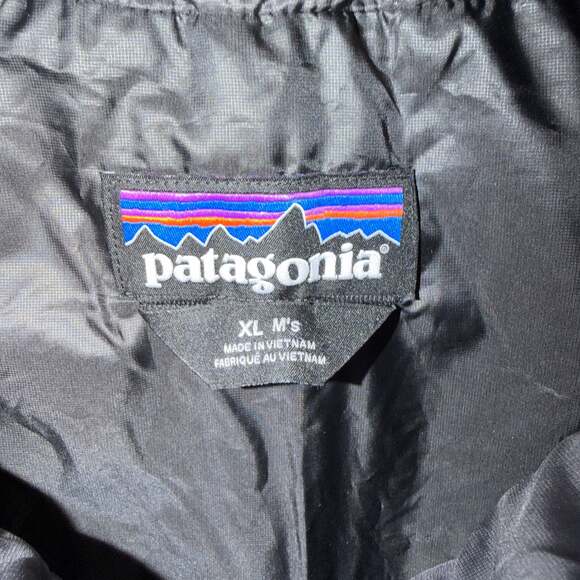 patagonia®
XL M's
MADE IN VIETNAM
FABRIQUÉ AU VIETNAM